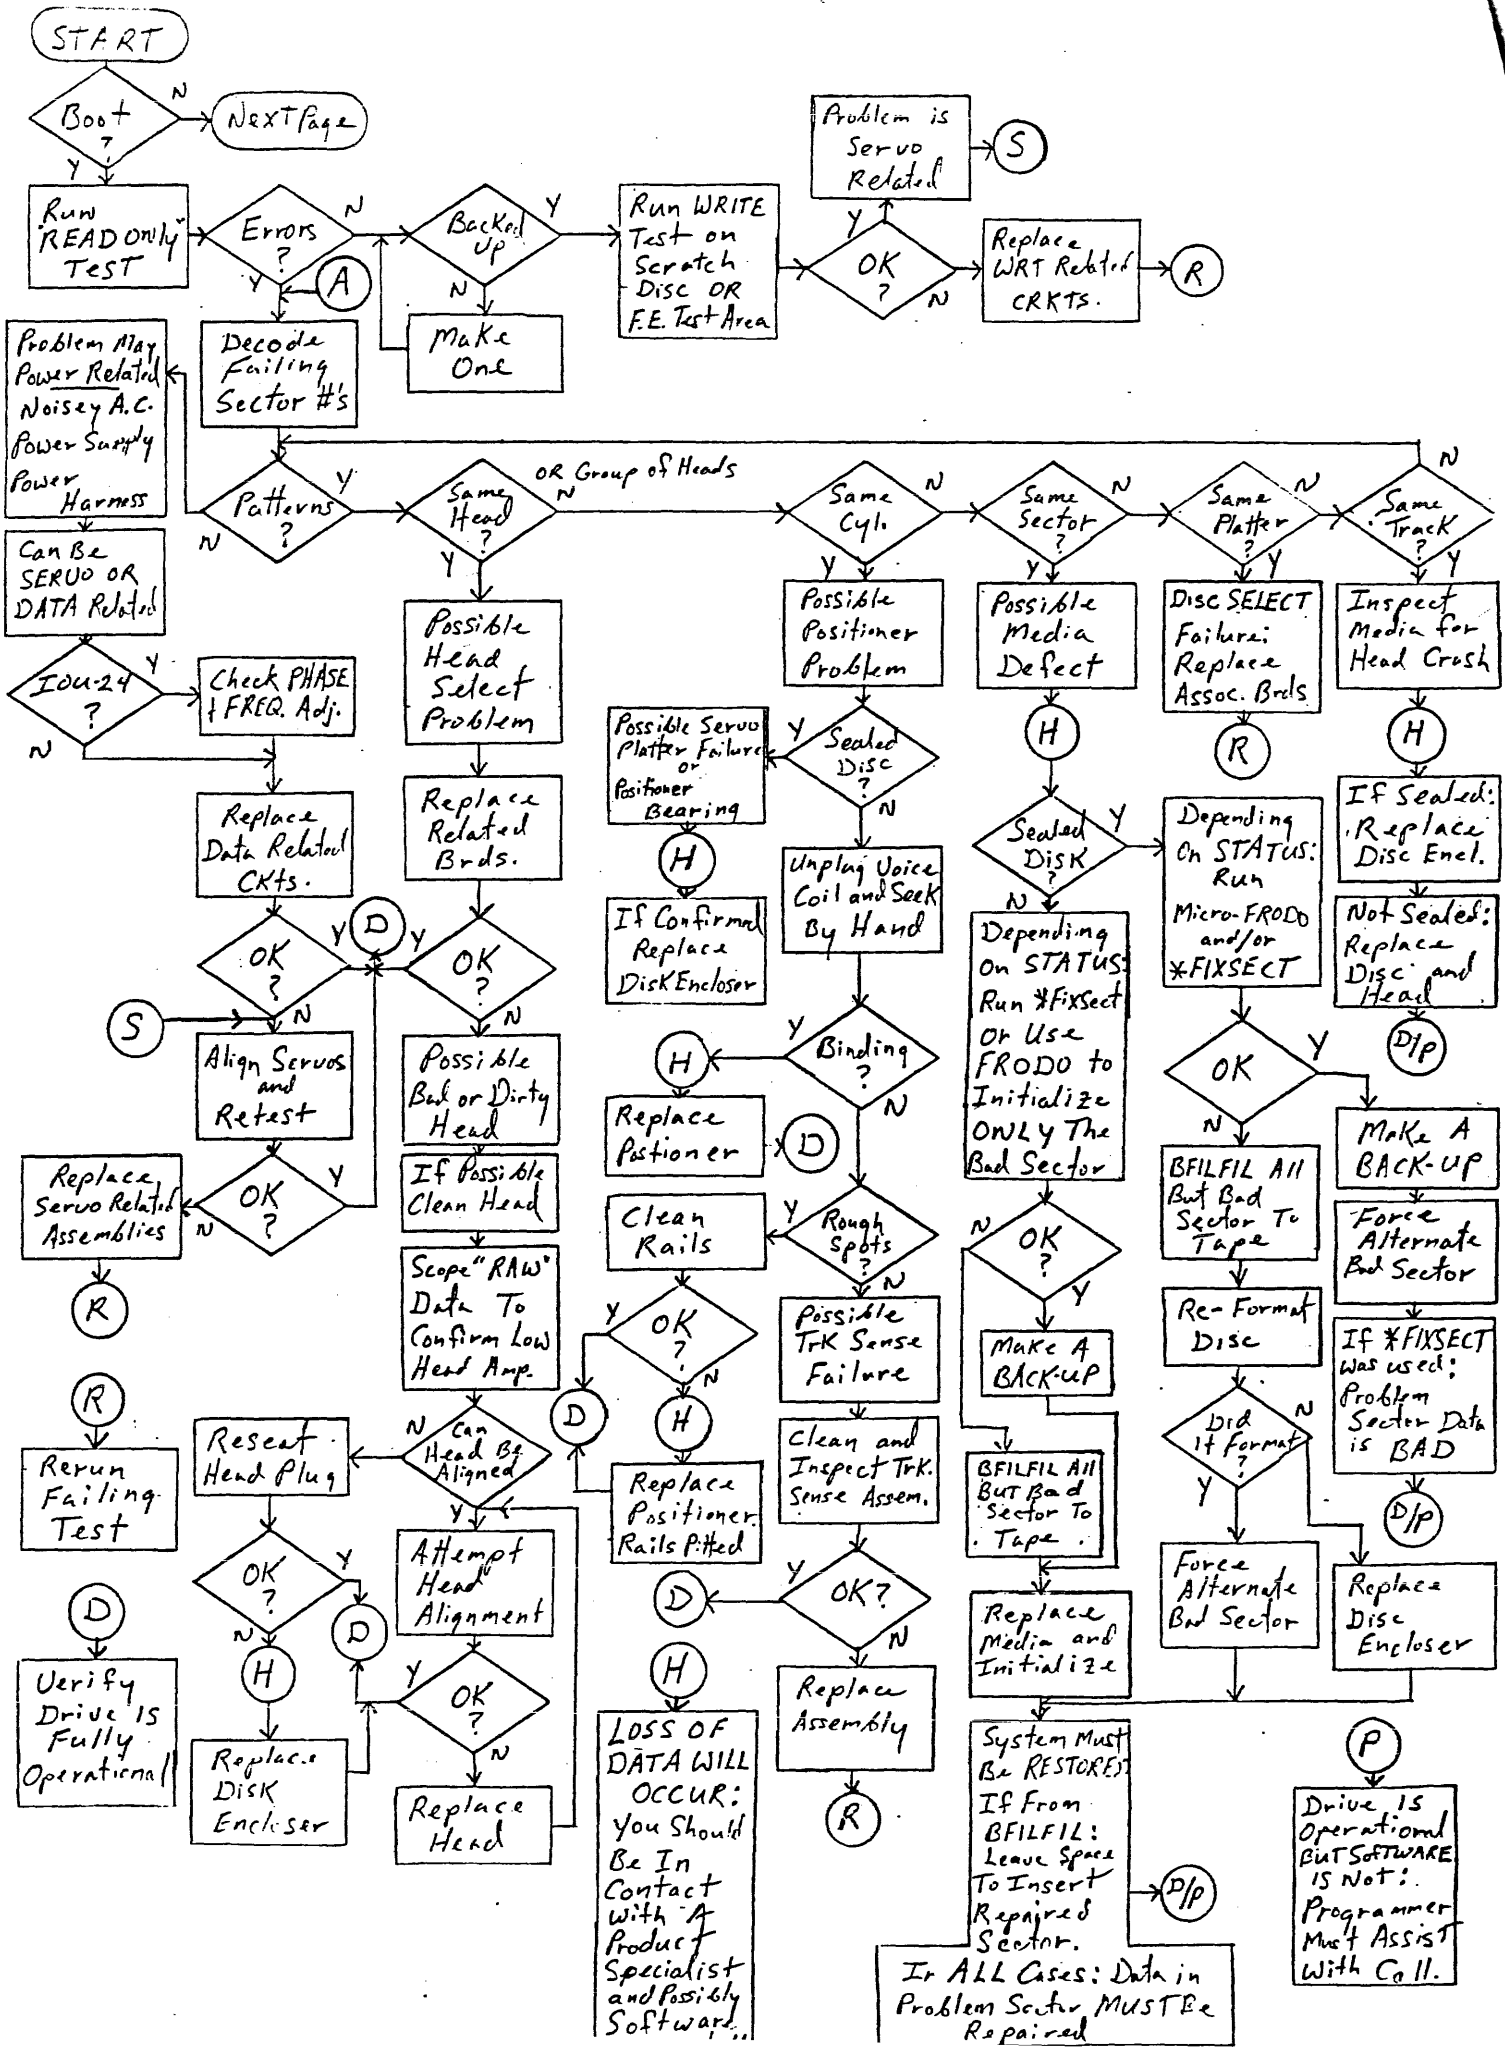 START
Boot
?
N
Y
Next Page
Run
"READ Only"
TEST
Errors
?
N
Y
A
Backed
Up
Y
N
Make
One
Run WRITE
Test on
Scratch
Disc OR
F.E. Test Area
OK
?
Y
N
Problem is
Servo
Related
S
Replace
WRT Related
CRKTS.
R
Decode
Failing
Sector #'s
Problem May
Power Related
Noisey A.C.
Power Supply
Power
Harness
Can Be
SERVO OR
DATA Related
Patterns
?
Y
N
Same
Head
?
OR Group of Heads
N
Y
Same
Cyl.
N
Y
Same
Sector
?
N
Y
Same
Platter
?
N
Y
Same
Track
?
N
Y
IOU-24
?
Y
N
Check PHASE
+ FREQ. Adj.
Replace
Data Related
CKts.
OK
?
Y
N
D
S
Align Servos
and
Retest
OK
?
Y
N
Replace
Servo Related
Assemblies
R
Possible
Head
Select
Problem
Replace
Related
Brds.
OK
?
Y
N
Possible
Bad or Dirty
Head
If Possible
Clean Head
Scope "RAW"
Data To
Confirm Low
Head Amp.
Can
Head Be
Aligned
N
Y
Reseat
Head Plug
OK
?
Y
N
D
H
Replace
DISK
Encloser
Attempt
Head
Alignment
OK
?
Y
N
Replace
Head
R
Rerun
Failing
Test
D
Verify
Drive Is
Fully
Operational
Possible
Positioner
Problem
Sealed
Disc
?
Y
N
Possible Servo
Platter Failure
or
Positioner
Bearing
H
If Confirmed
Replace
Disk Encloser
Unplug Voice
Coil and Seek
By Hand
Binding
?
Y
N
H
Replace
Postioner
D
Rough
Spots
?
Y
N
Clean
Rails
OK
?
Y
N
D
H
Replace
Positioner
Rails Pitted
Possible
Trk Sense
Failure
Clean and
Inspect Trk.
Sense Assem.
OK?
Y
N
D
Replace
Assembly
R
H
LOSS OF
DATA WILL
OCCUR:
You Should
Be In
Contact
With A
Product
Specialist
and Possibly
Software..
Possible
Media
Defect
H
Sealed
DISK
?
Y
N
Depending
On STATUS:
Run *FixSect
Or Use
FRODO to
Initialize
ONLY The
Bad Sector
OK
?
N
Y
Make A
BACK-UP
BFILFIL All
But Bad
Sector To
Tape.
Replace
Media and
Initialize
System Must
Be RESTORED
If From
BFILFIL:
Leave Space
To Insert
Repaired
Sector.
In ALL Cases: Data in
Problem Sector MUST Be
Repaired
D/P
Disc SELECT
Failure:
Replace
Assoc. Brds
R
Depending
On STATUS:
Run
Micro-FRODO
and/or
*FIXSECT
OK
Y
N
BFILFIL All
But Bad
Sector To
Tape
Re-Format
Disc
Did
It Format
?
N
Y
Force
Alternate
Bad Sector
Replace
Disc
Encloser
Inspect
Media for
Head Crash
H
If Sealed:
Replace
Disc Encl.
Not Sealed:
Replace
Disc and
Head
D/P
Make A
BACK-UP
Force
Alternate
Bad Sector
If *FIXSECT
was used:
Problem
Sector Data
is BAD
D/P
P
Drive Is
Operational
BUT SOFTWARE
IS Not:
Programmer
Must Assist
With Call.